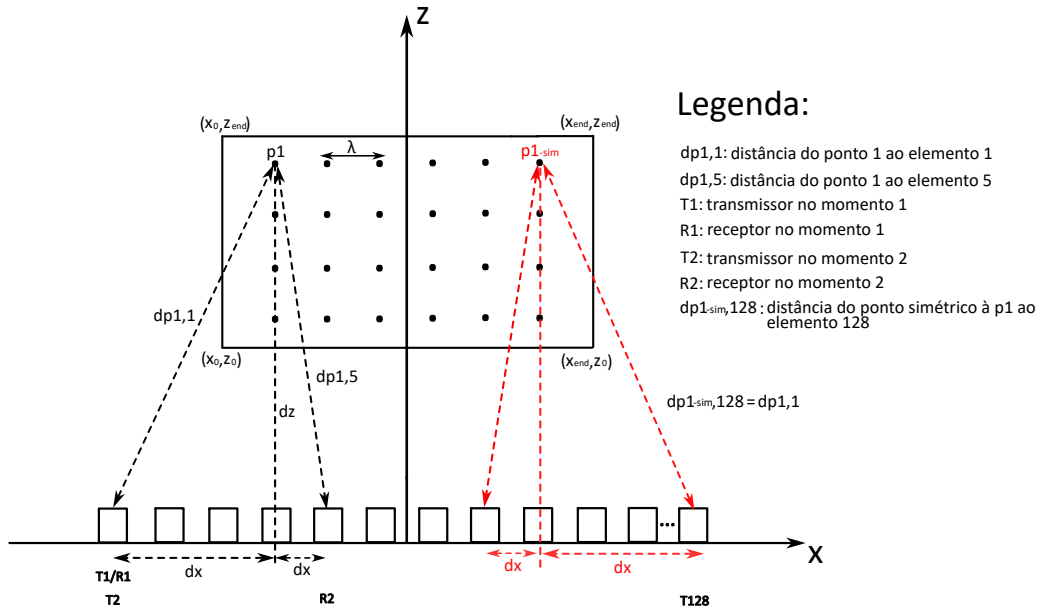 Z
Legenda:
(x0,zend)
(xend,zend)
p1
λ
p1-sim
dp1,1: distância do ponto 1 ao elemento 1
dp1,5: distância do ponto 1 ao elemento 5
T1: transmissor no momento 1
R1: receptor no momento 1
T2: transmissor no momento 2
R2: receptor no momento 2
dp1-sim,128: distância do ponto simétrico à p1 ao
elemento 128
dp1,1
(x0,z0)
(xend,z0)
dp1,5
dz
dp1-sim,128=dp1,1
...
X
dx
dx
dx
dx
T1/R1
T2
R2
T128